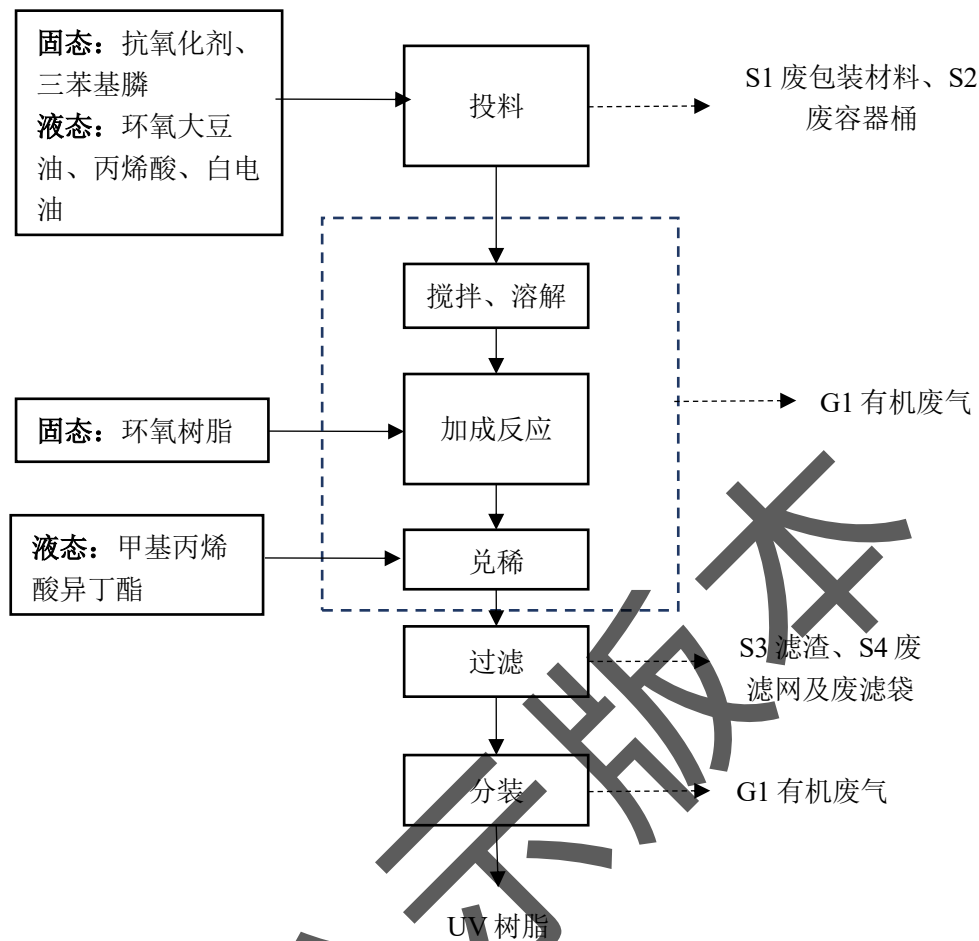 固态：抗氧化剂、
三苯基膦
液态：环氧大豆
油、丙烯酸、白电
油
投料
S1 废包装材料、S2
废容器桶
搅拌、溶解
固态：环氧树脂
加成反应
G1 有机废气
液态：甲基丙烯
酸异丁酯
兑稀
过滤
S3 滤渣、S4 废
滤网及废滤袋
分装
G1 有机废气
UV 树脂
示版本